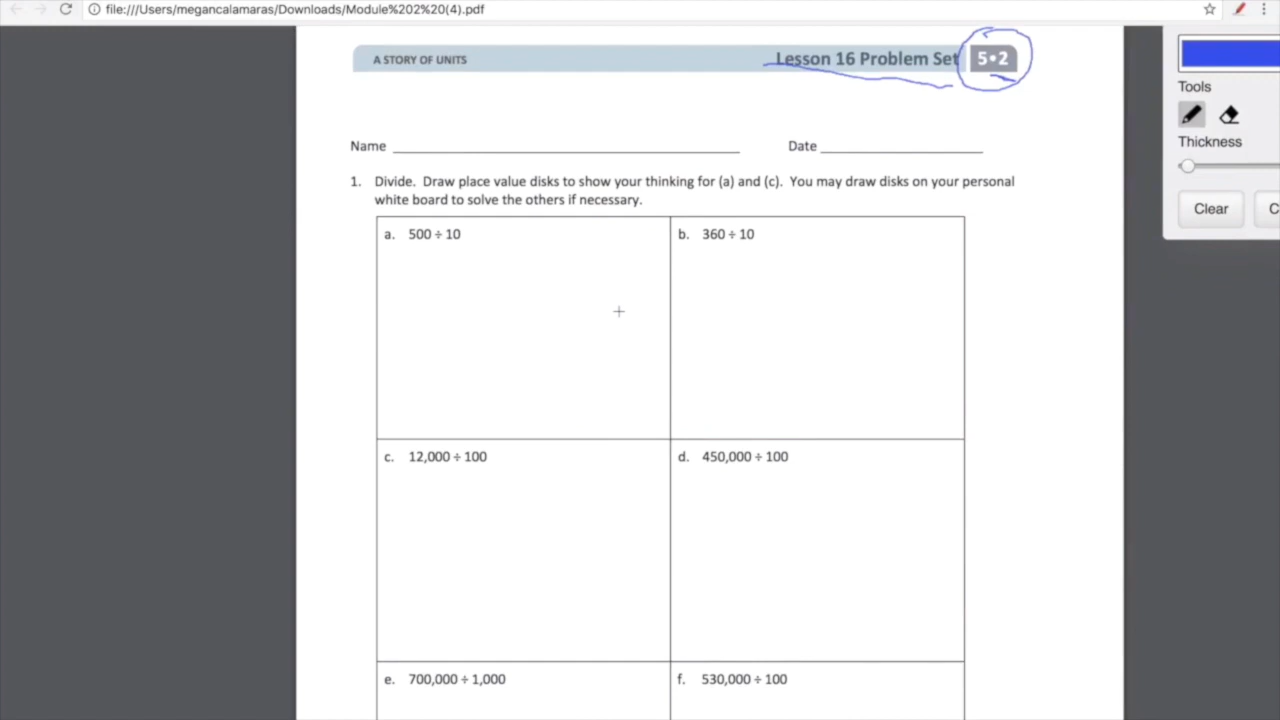 file:///Users/megancalamaras/Downloads/Module%202%20(4).pdf
A STORY OF UNITS
Lesson 16 Problem Set 5•2
Tools
Thickness
Clear
C
Name
Date
1. Divide. Draw place value disks to show your thinking for (a) and (c). You may draw disks on your personal
white board to solve the others if necessary.
a. 500 ÷ 10
b. 360 ÷ 10
c. 12,000 ÷ 100
d. 450,000 ÷ 100
e. 700,000 ÷ 1,000
f. 530,000 ÷ 100